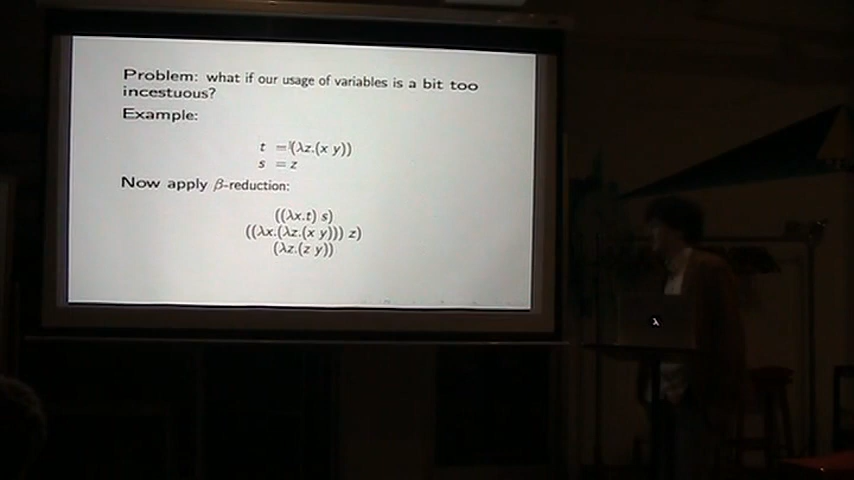 Problem: what if our usage of variables is a bit too
incestuous?
Example:
t = (λz.(x y))
s = z
Now apply β-reduction:
((λx.t) s)
((λx.(λz.(x y))) z)
(λz.(z y))
λ